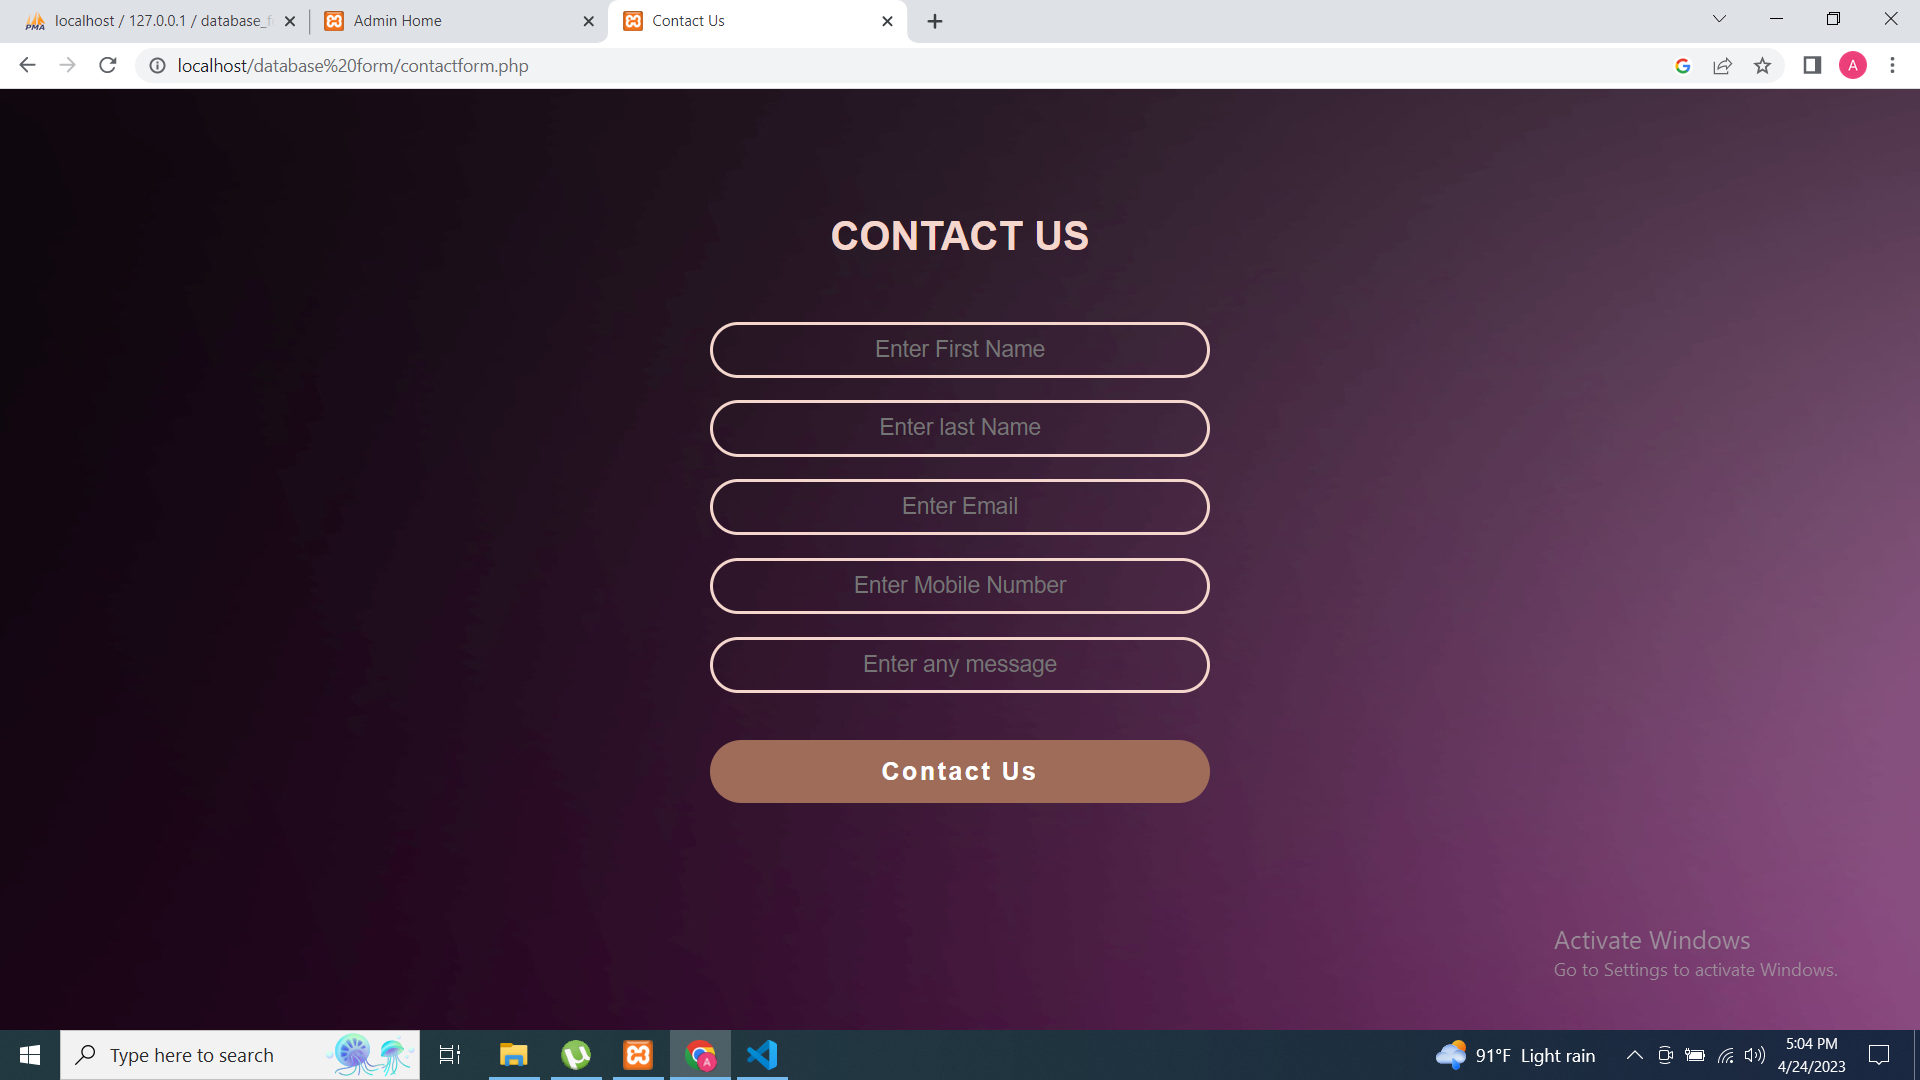 localhost / 127.0.0.1 / database_f
Admin Home
Contact Us
localhost/database%20form/contactform.php
A
CONTACT US
Enter First Name
Enter last Name
Enter Email
Enter Mobile Number
Enter any message
Contact Us
Activate Windows
Go to Settings to activate Windows.
Type here to search
91°F Light rain
5:04 PM
4/24/2023